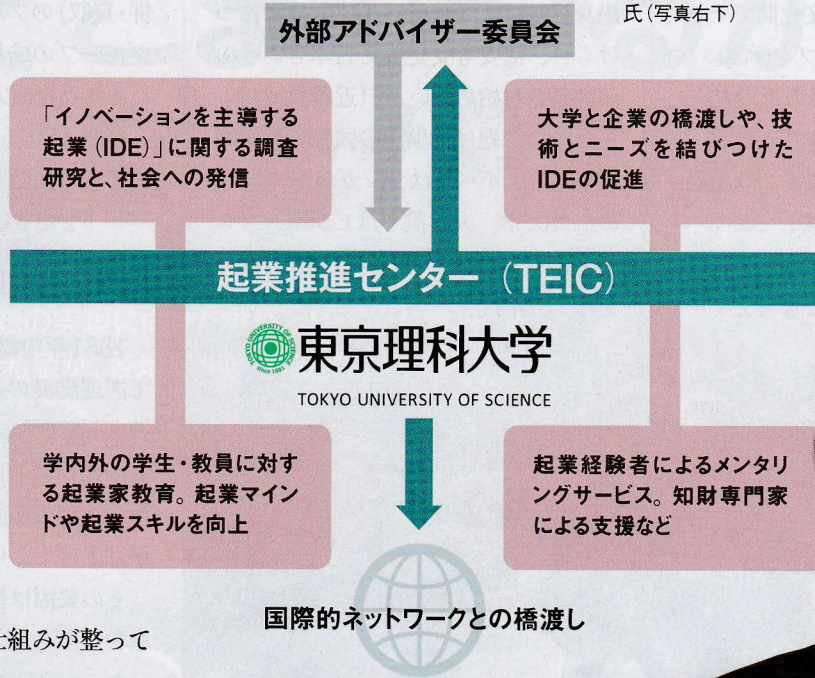 氏(写真右下)
外部アドバイザー委員会
「イノベーションを主導する
起業(IDE)」に関する調査
研究と、社会への発信
大学と企業の橋渡しや、技
術とニーズを結びつけた
IDEの促進
起業推進センター(TEIC)
TOKYO UNIVERSITY OF SCIENCE
since 1881
東京理科大学
TOKYO UNIVERSITY OF SCIENCE
学内外の学生・教員に対す
る起業家教育。起業マイン
ドや起業スキルを向上
起業経験者によるメンタリ
ングサービス。知財専門家
による支援など
国際的ネットワークとの橋渡し
仕組みが整って